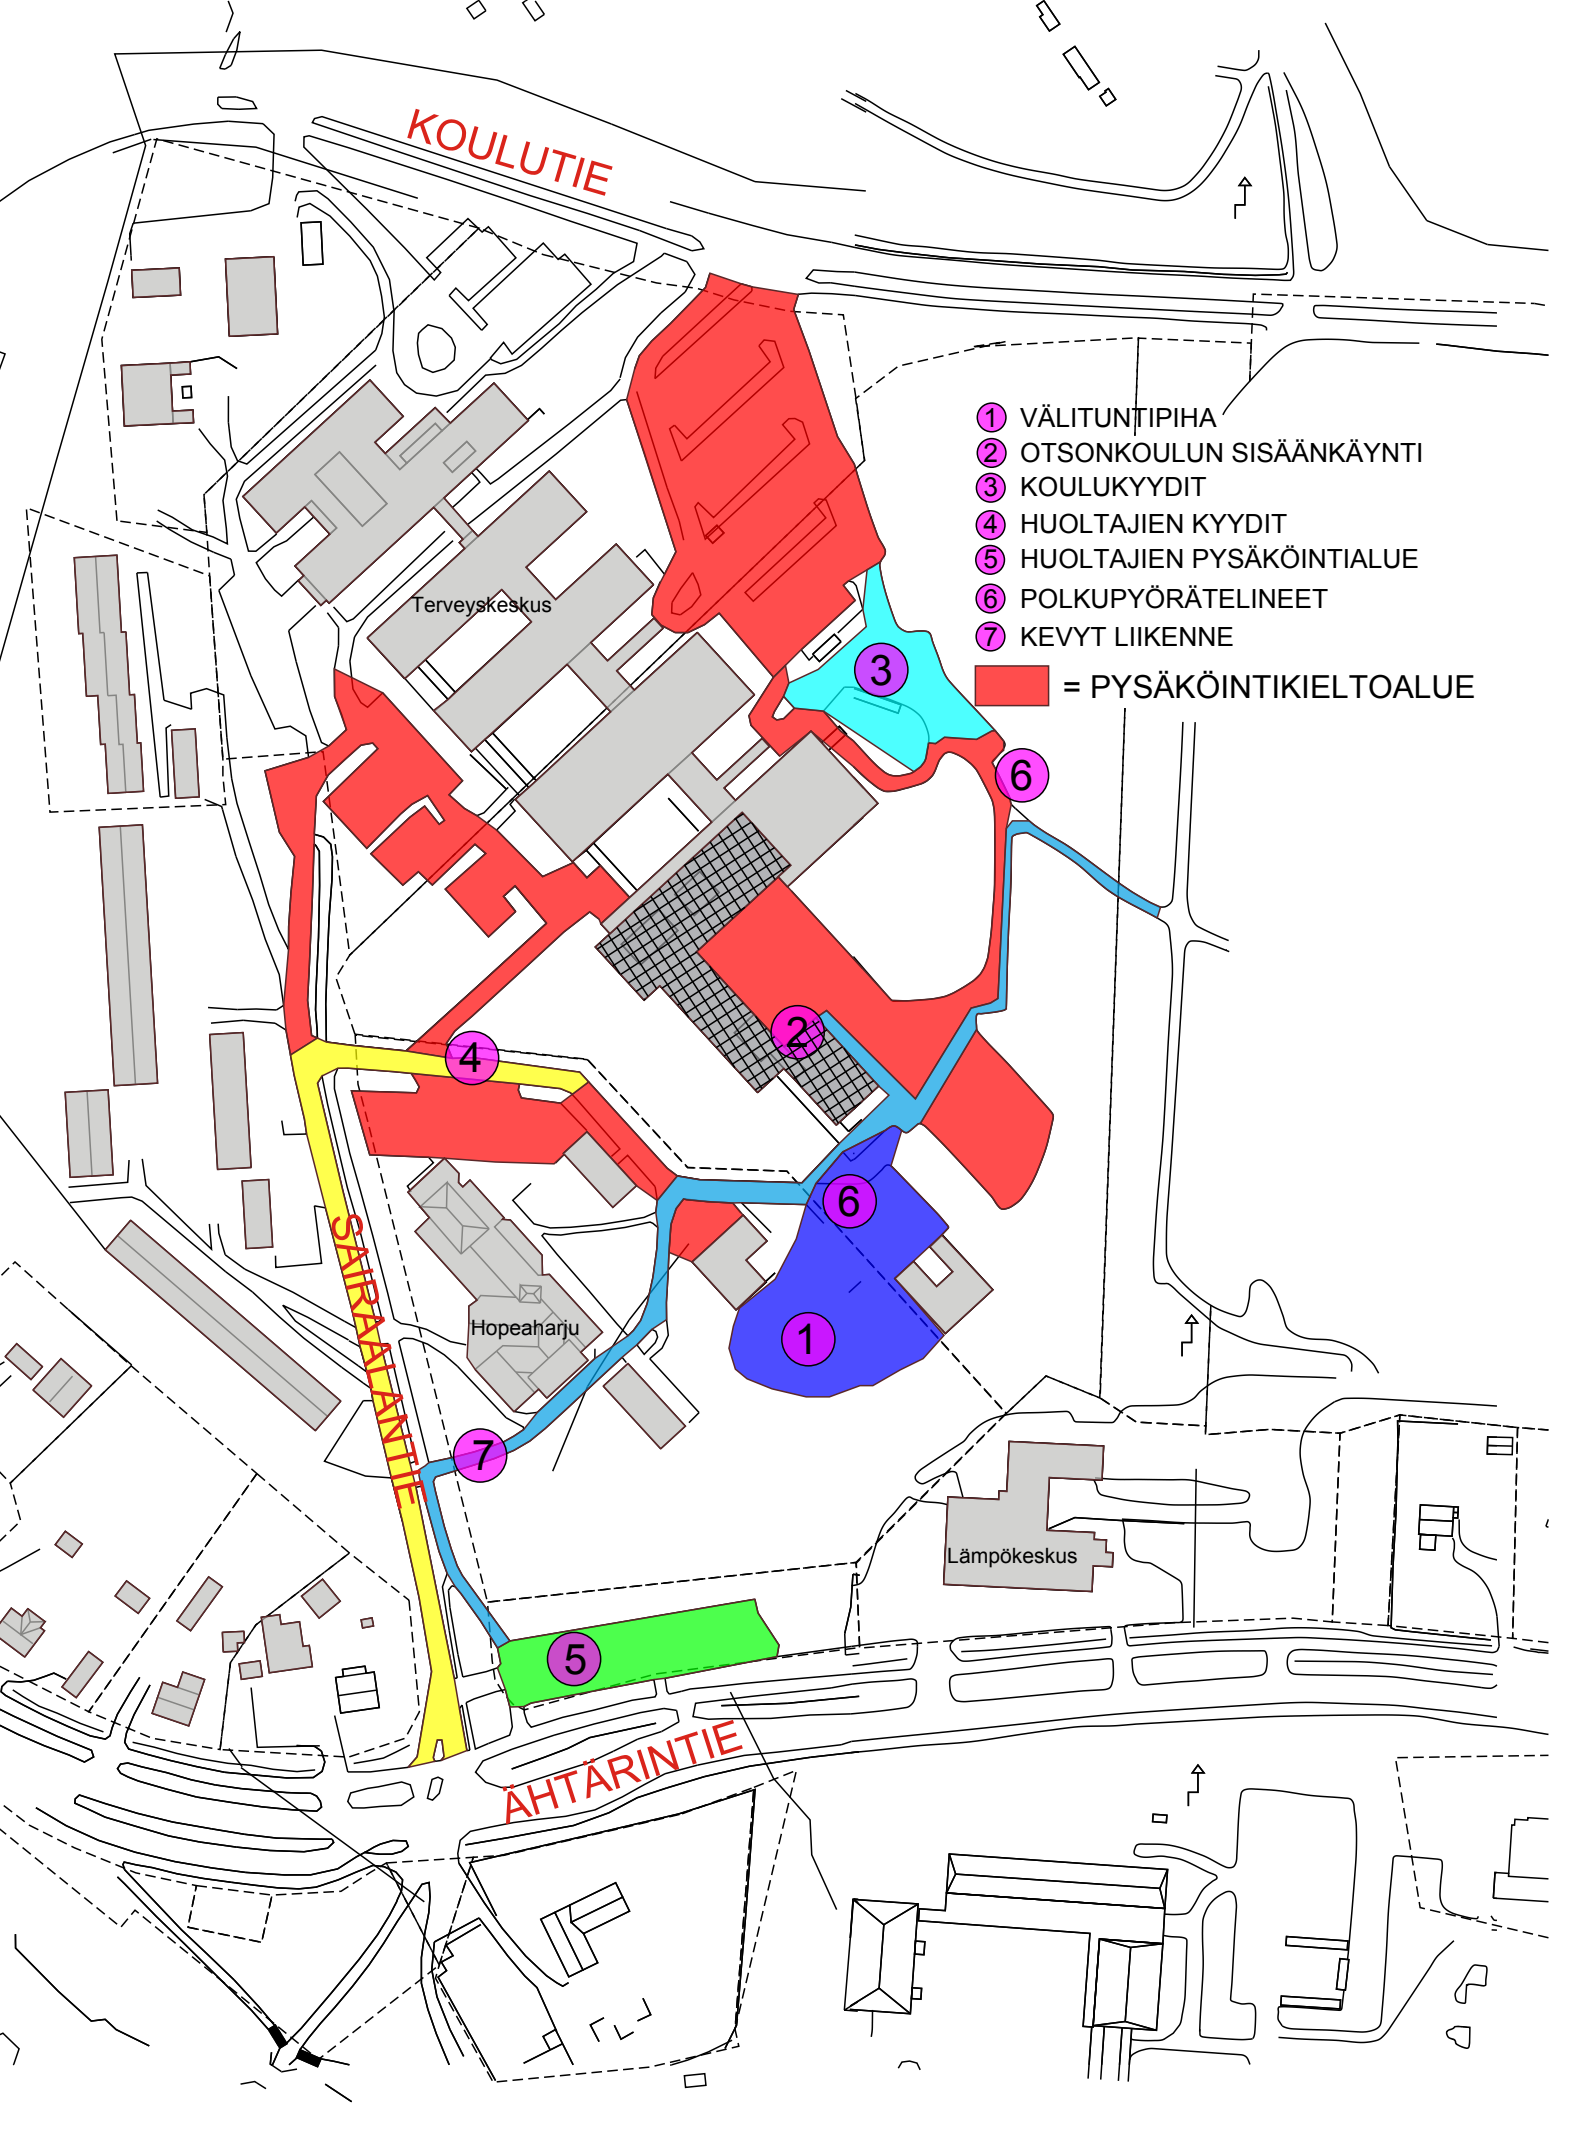 KOULUTIE
1 VÄLITUNTIPIHA
2 OTSONKOULUN SISÄÄNKÄYNTI
3 KOULUKYYDIT
4 HUOLTAJIEN KYYDIT
5 HUOLTAJIEN PYSÄKÖINTIALUE
6 POLKUPYÖRÄTELINEET
7 KEVYT LIIKENNE
= PYSÄKÖINTIKIELTOALUE
Terveyskeskus
3
6
2
4
6
SAIRAALANTIE
Hopeaharju
1
7
Lämpökeskus
5
ÄHTÄRINTIE